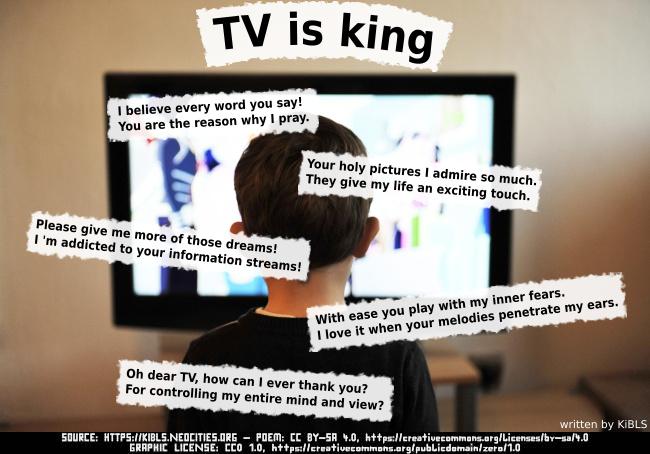 TV is king
I believe every word you say!
You are the reason why I pray.
Your holy pictures I admire so much.
They give my life an exciting touch.
Please give me more of those dreams!
I 'm addicted to your information streams!
With ease you play with my inner fears.
I love it when your melodies penetrate my ears.
Oh dear TV, how can I ever thank you?
For controlling my entire mind and view?
written by KiBLS
SOURCE: HTTPS://KIBLS.NEOCITIES.ORG – POEM: CC BY-SA 4.0, https://creativecommons.org/licenses/by-sa/4.0
GRAPHIC LICENSE: CC0 1.0, https://creativecommons.org/publicdomain/zero/1.0